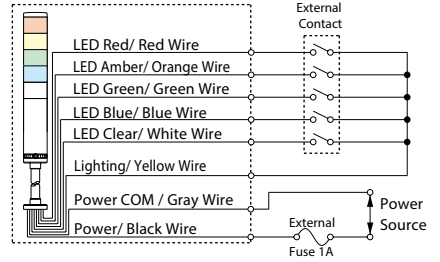 External
Contact
LED Red/ Red Wire
LED Amber/ Orange Wire
LED Green/ Green Wire
LED Blue/ Blue Wire
LED Clear/ White Wire
Lighting/ Yellow Wire
Power COM / Gray Wire
Power/ Black Wire
External
Fuse 1A
Power
Source